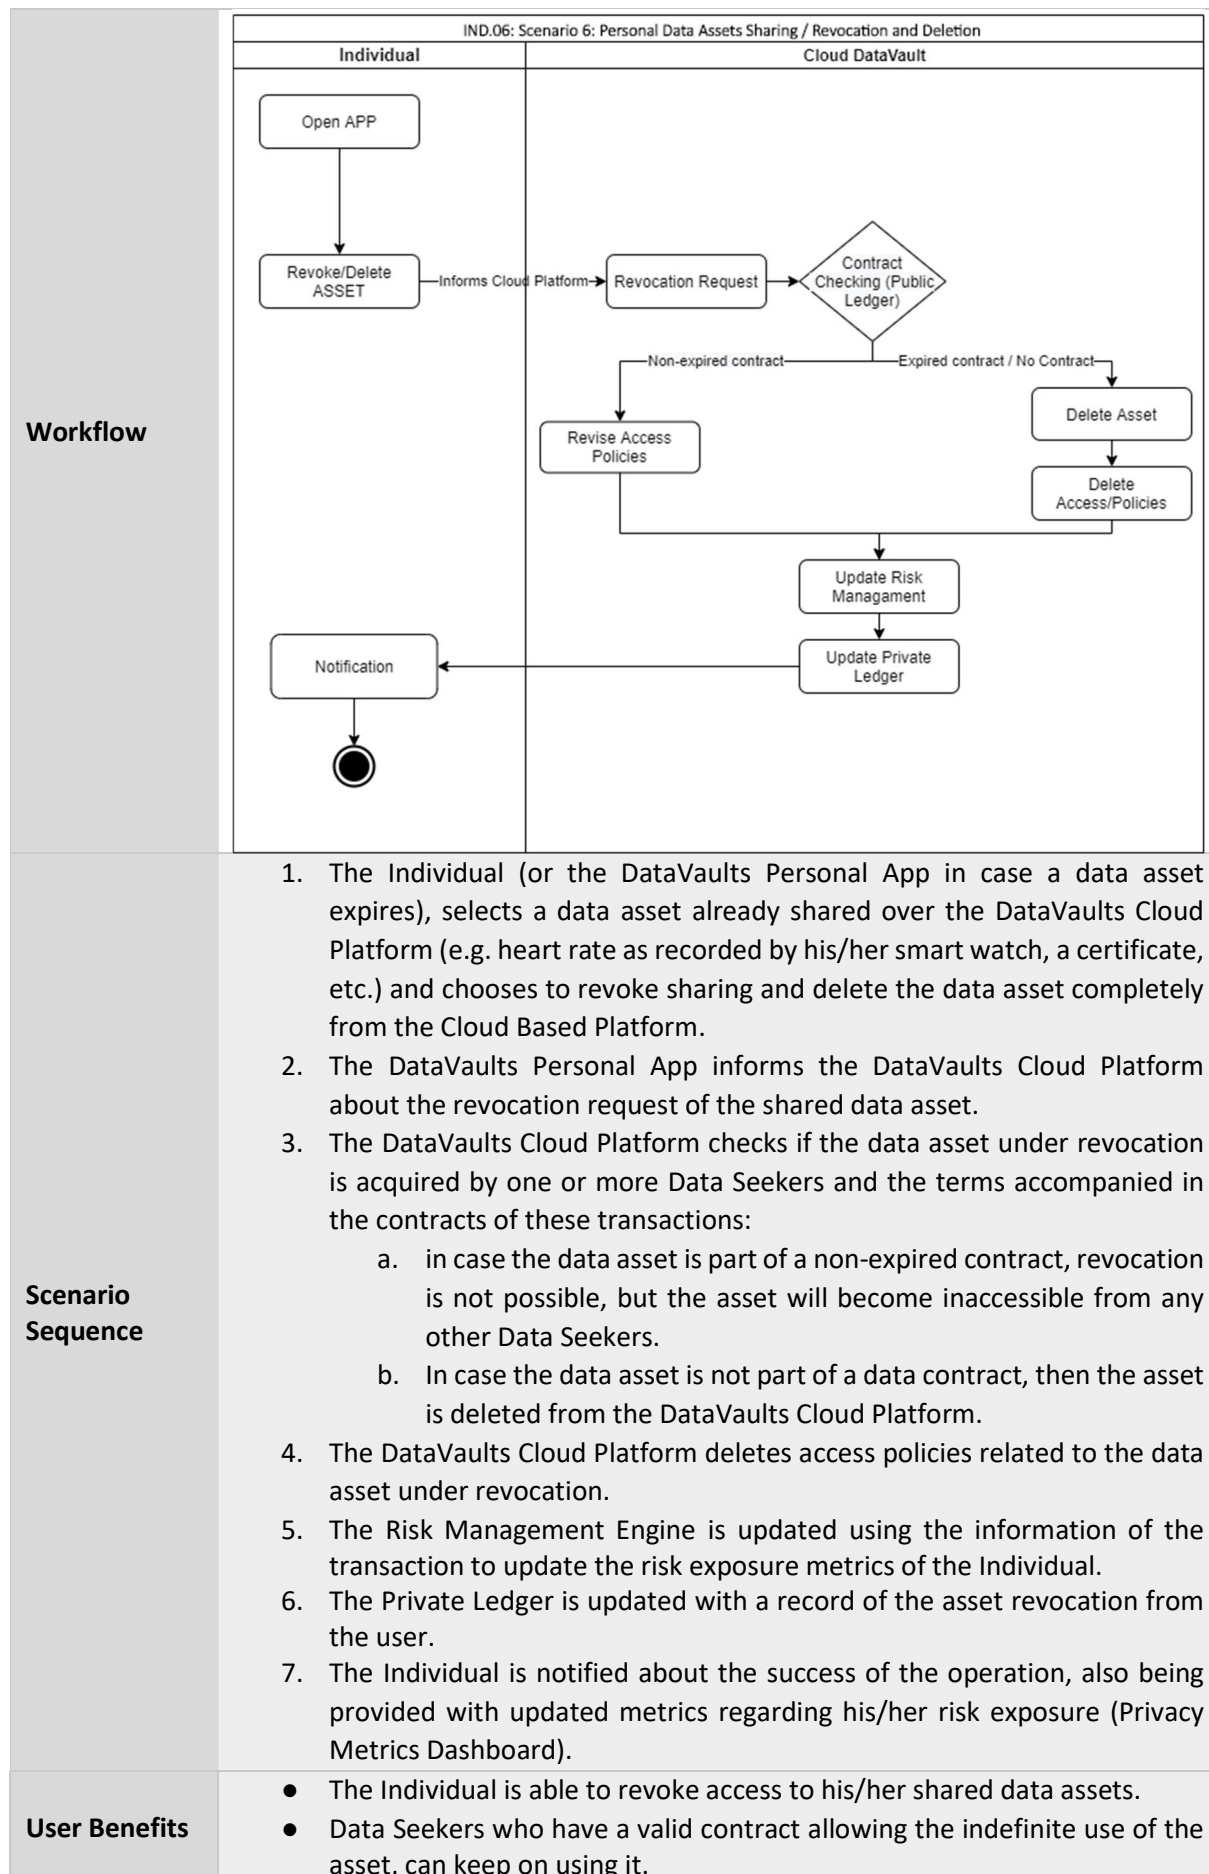 IND.06: Scenario 6: Personal Data Assets Sharing / Revocation and Deletion
Individual
Cloud DataVault
Open APP
Revoke/Delete
ASSET
Informs Cloud Platform
Revocation Request
Contract
Checking (Public
Ledger)
Non-expired contract
Expired contract / No Contract
Revise Access
Policies
Delete Asset
Delete
Access/Policies
Update Risk
Managament
Update Private
Ledger
Notification
Workflow
Scenario
Sequence
1. The Individual (or the DataVaults Personal App in case a data asset
expires), selects a data asset already shared over the DataVaults Cloud
Platform (e.g. heart rate as recorded by his/her smart watch, a certificate,
etc.) and chooses to revoke sharing and delete the data asset completely
from the Cloud Based Platform.
2. The DataVaults Personal App informs the DataVaults Cloud Platform
about the revocation request of the shared data asset.
3. The DataVaults Cloud Platform checks if the data asset under revocation
is acquired by one or more Data Seekers and the terms accompanied in
the contracts of these transactions:
a. in case the data asset is part of a non-expired contract, revocation
is not possible, but the asset will become inaccessible from any
other Data Seekers.
b. In case the data asset is not part of a data contract, then the asset
is deleted from the DataVaults Cloud Platform.
4. The DataVaults Cloud Platform deletes access policies related to the data
asset under revocation.
5. The Risk Management Engine is updated using the information of the
transaction to update the risk exposure metrics of the Individual.
6. The Private Ledger is updated with a record of the asset revocation from
the user.
7. The Individual is notified about the success of the operation, also being
provided with updated metrics regarding his/her risk exposure (Privacy
Metrics Dashboard).
User Benefits
● The Individual is able to revoke access to his/her shared data assets.
● Data Seekers who have a valid contract allowing the indefinite use of the
asset, can keep on using it.